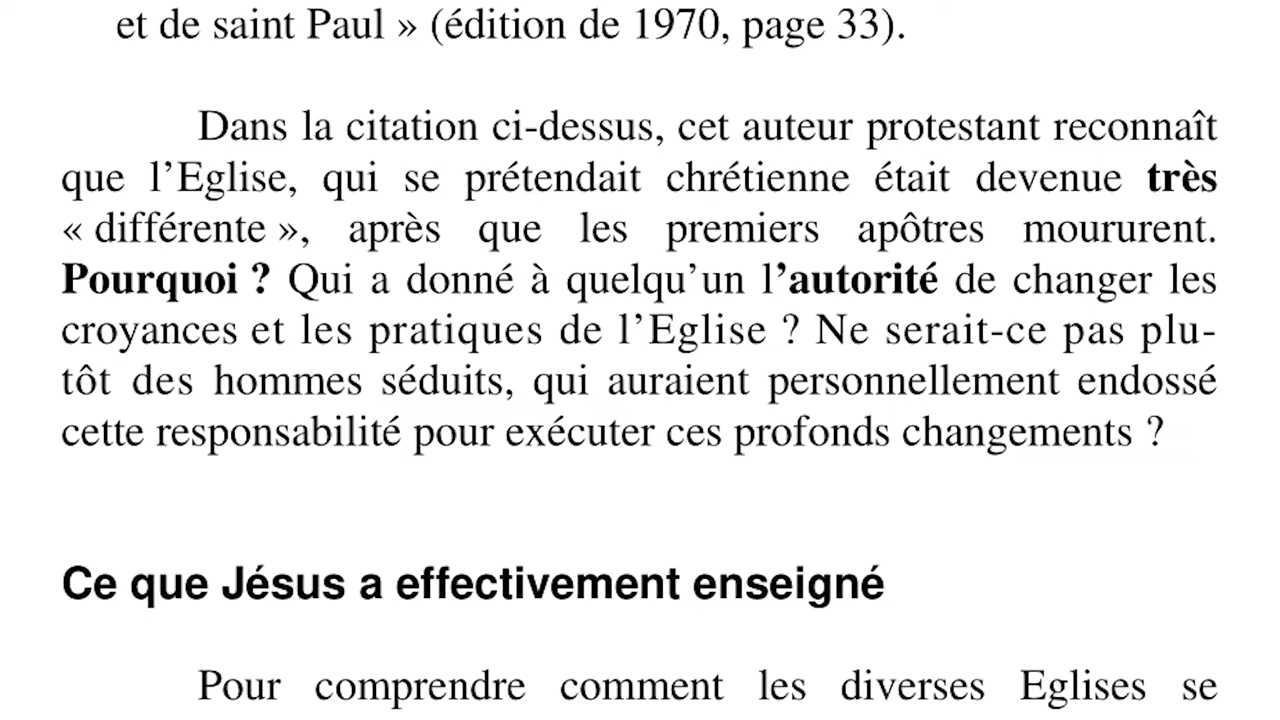 et de saint Paul » (édition de 1970, page 33).
Dans la citation ci-dessus, cet auteur protestant reconnaît
que l’Eglise, qui se prétendait chrétienne était devenue très
« différente », après que les premiers apôtres moururent.
Pourquoi ? Qui a donné à quelqu’un l’autorité de changer les
croyances et les pratiques de l’Eglise ? Ne serait-ce pas plu-
tôt des hommes séduits, qui auraient personnellement endossé
cette responsabilité pour exécuter ces profonds changements ?
Ce que Jésus a effectivement enseigné
Pour comprendre comment les diverses Eglises se